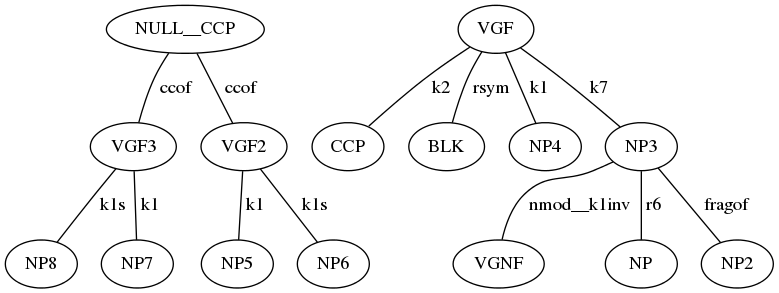 NULL__CCP VGF
ccof ccof k2 rsym k1 k7
VGF3 VGF2 CCP BLK NP4 NP3
k1s k1 k1 k1s nmod__k1inv r6 fragof
NP8 NP7 NP5 NP6 VGNF NP NP2